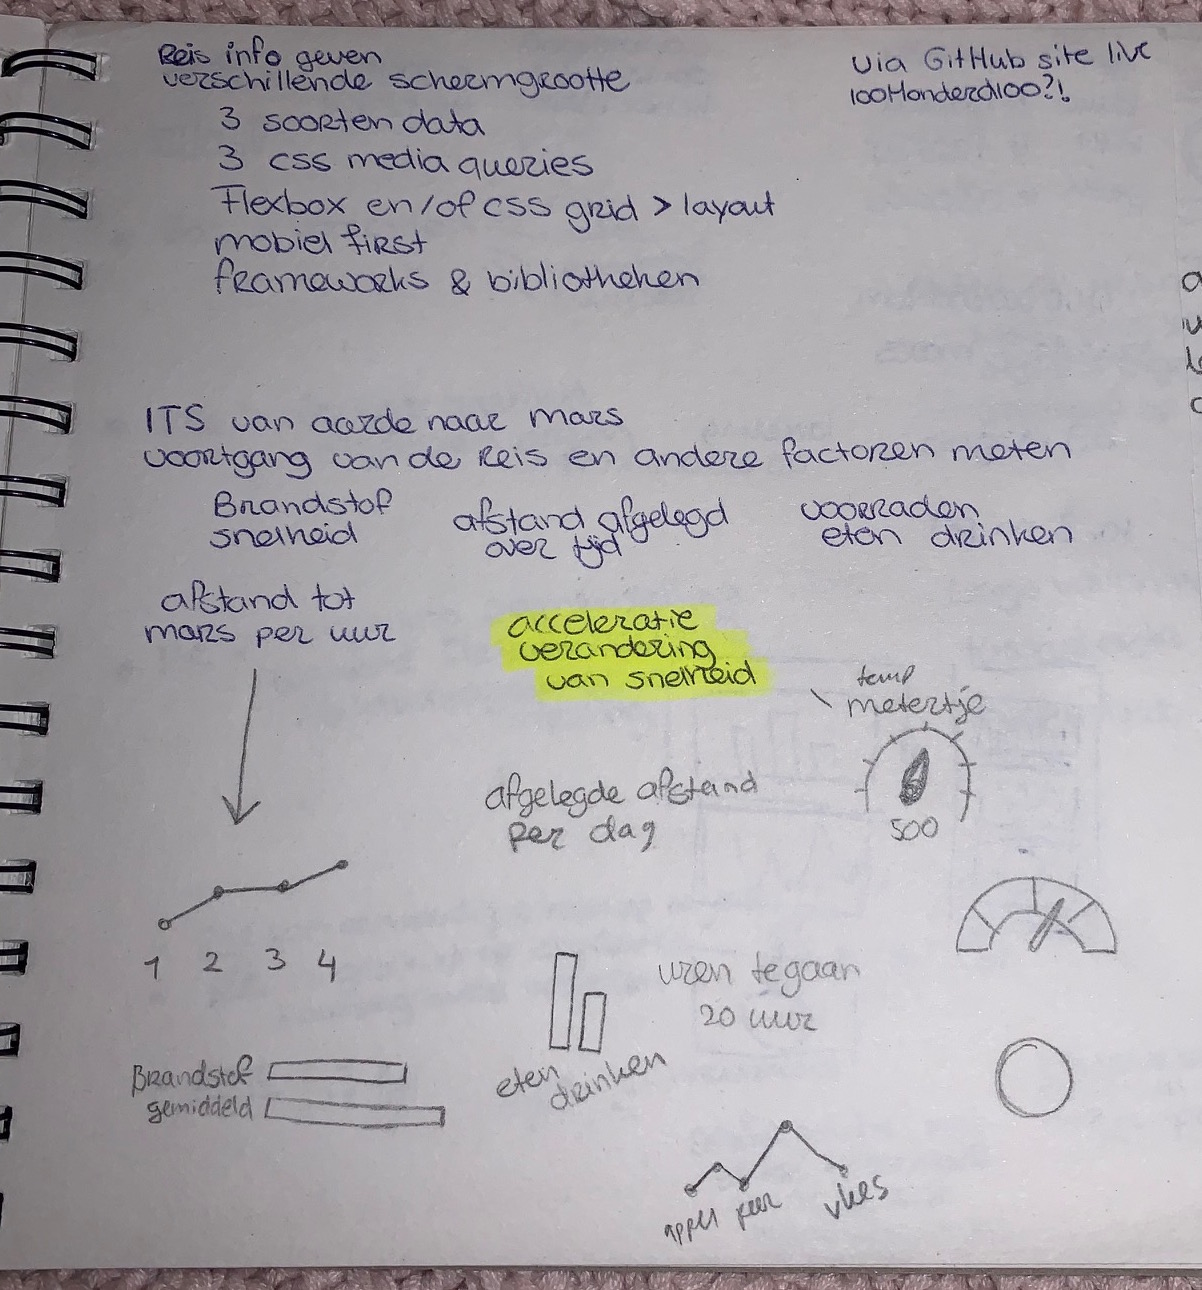 Reis info geven
verschillende schermgrootte
3 soorten data
3 css media queries
Flexbox en/of css grid > layout
mobiel first
frameworks & bibliotheken
via GitHub site live
100Honderd100?!
ITS van aarde naar mars
voortgang van de Reis en andere factoren meten
Brandstof
snelheid
afstand afgelegd
over tijd
voorraden
eten drinken
afstand tot
mars per uur
acceleratie
verandering
van snelheid
temp
metertje
500
afgelegde afstand
per dag
1 2 3 4
uren te gaan
20 uur
Brandstof
gemiddeld
eten
drinken
appel peer vlees